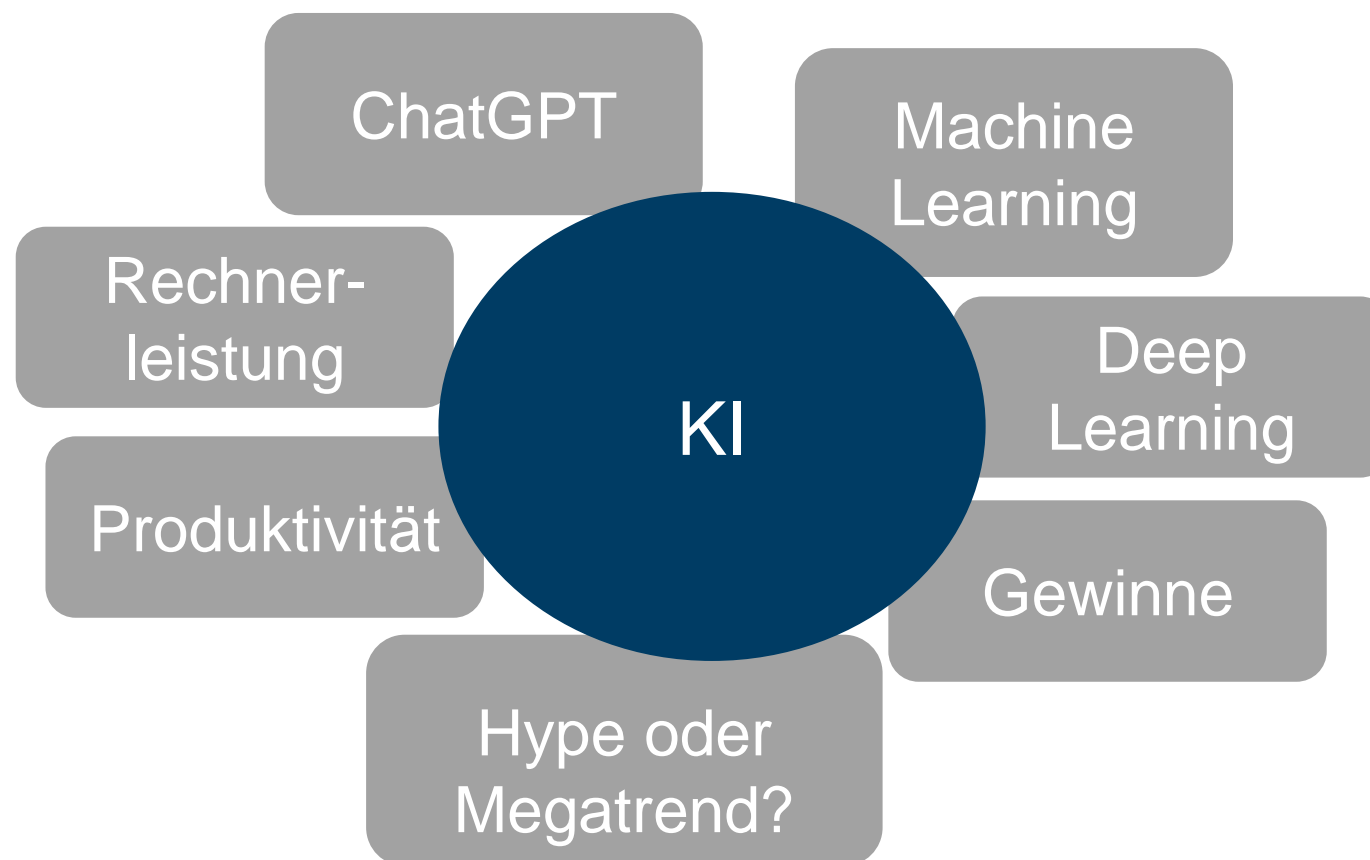 ChatGPT
Machine
Learning
Rechner-
leistung
Deep
Learning
KI
Produktivität
Gewinne
Hype oder
Megatrend?